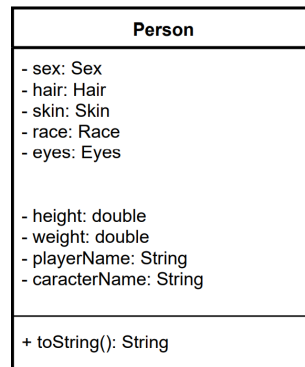 Person
- sex: Sex
- hair: Hair
- skin: Skin
- race: Race
- eyes: Eyes
- height: double
- weight: double
- playerName: String
- caracterName: String
+ toString(): String